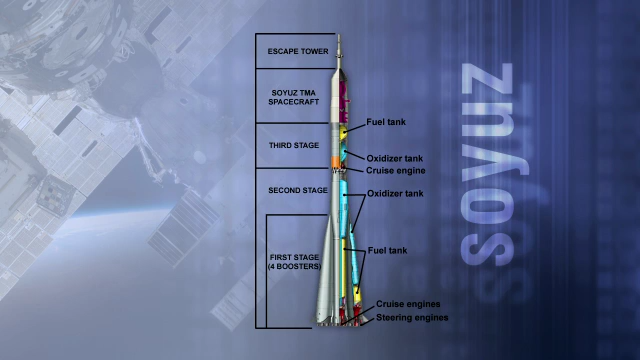 ESCAPE TOWER
SOYUZ TMA
SPACECRAFT
Fuel tank
THIRD STAGE
Oxidizer tank
Cruise engine
SECOND STAGE
Oxidizer tank
Fuel tank
FIRST STAGE
(4 BOOSTERS)
Cruise engines
Steering engines
soyuz